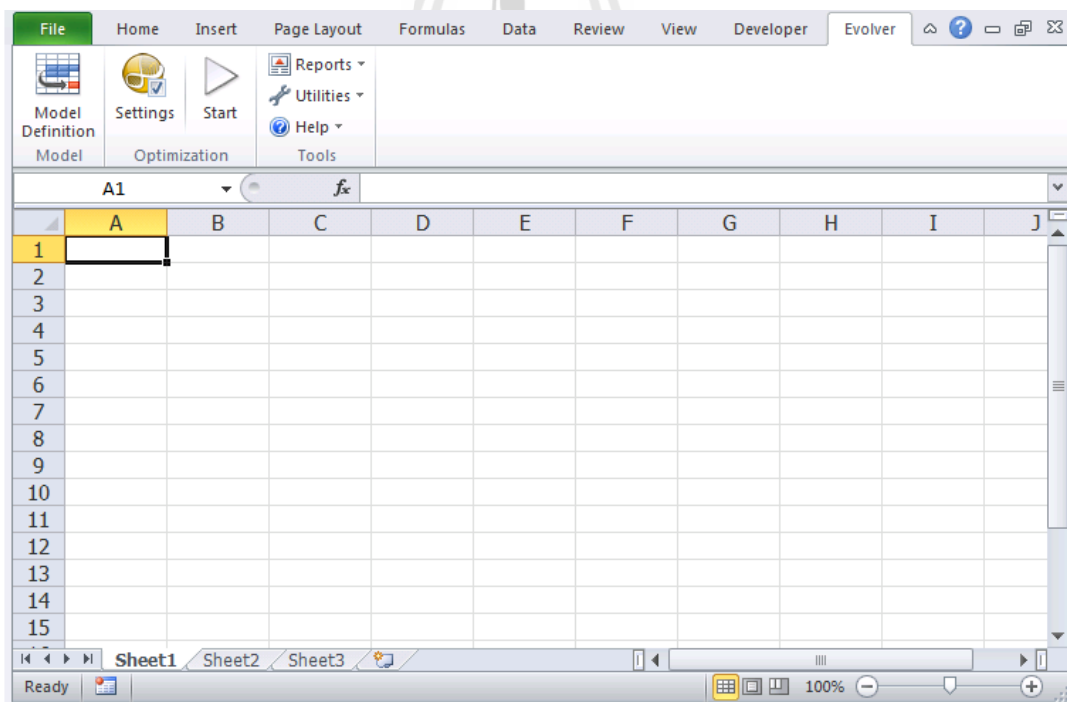 File Home Insert Page Layout Formulas Data Review View Developer Evolver
Reports
Utilities
Model Settings Start
Definition
Help
Model Optimization Tools
A1 fx
A B C D E F G H I J
1
2
3
4
5
6
7
8
9
10
11
12
13
14
15
Sheet1 Sheet2 Sheet3
Ready 100%